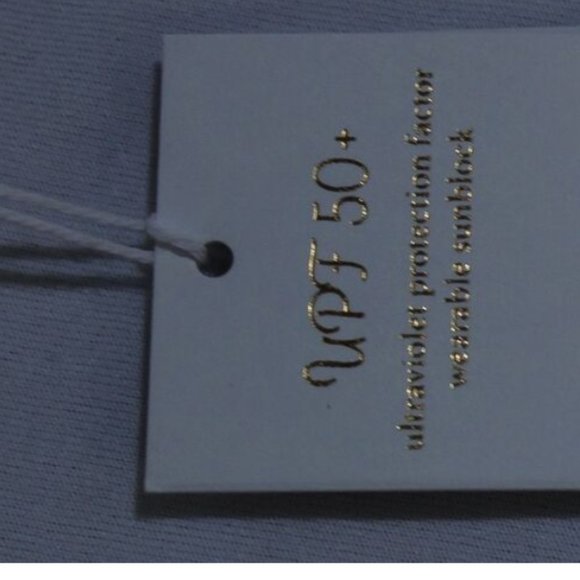 UPF 50+
ultraviolet protection factor
wearable sunblock